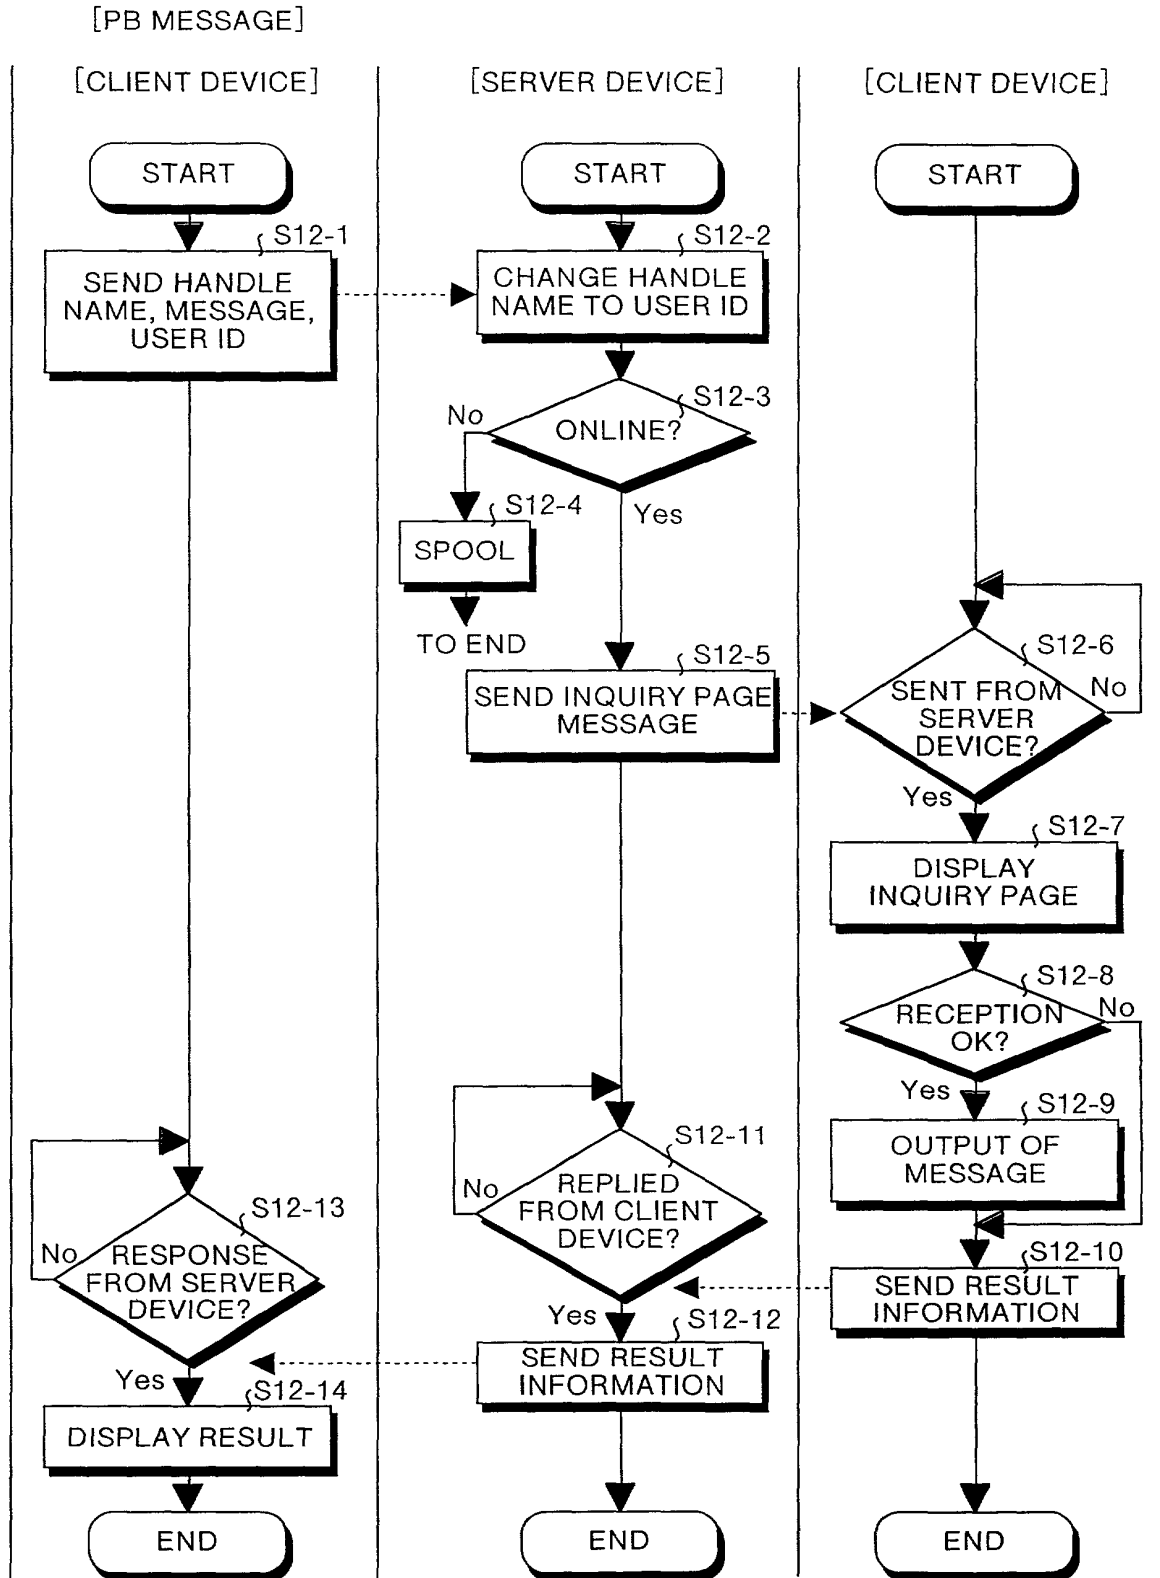 [PB MESSAGE]
[CLIENT DEVICE]
START
S12-1
SEND HANDLE
NAME, MESSAGE,
USER ID
S12-13
No
RESPONSE
FROM SERVER
DEVICE?
Yes
S12-14
DISPLAY RESULT
END
[SERVER DEVICE]
START
S12-2
CHANGE HANDLE
NAME TO USER ID
S12-3
No
ONLINE?
Yes
S12-4
SPOOL
TO END
S12-5
SEND INQUIRY PAGE
MESSAGE
S12-11
No
REPLIED
FROM CLIENT
DEVICE?
Yes
S12-12
SEND RESULT
INFORMATION
END
[CLIENT DEVICE]
START
S12-6
SENT FROM
SERVER
DEVICE?
No
Yes
S12-7
DISPLAY
INQUIRY PAGE
S12-8
RECEPTION
OK?
No
Yes
S12-9
OUTPUT OF
MESSAGE
S12-10
SEND RESULT
INFORMATION
END